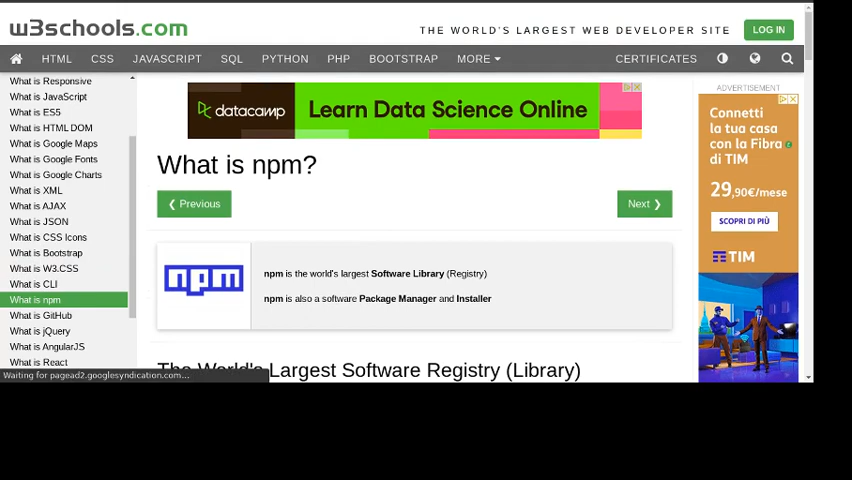 w3schools.com
THE WORLD'S LARGEST WEB DEVELOPER SITE
LOG IN
HTML CSS JAVASCRIPT SQL PYTHON PHP BOOTSTRAP MORE CERTIFICATES
What is Responsive
What is JavaScript
What is ES5
What is HTML DOM
What is Google Maps
What is Google Fonts
What is Google Charts
What is XML
What is AJAX
What is JSON
What is CSS Icons
What is Bootstrap
What is W3.CSS
What is CLI
What is npm
What is GitHub
What is jQuery
What is AngularJS
What is React
Waiting for pagead2.googlesyndication.com...
datacamp Learn Data Science Online
What is npm?
❮ Previous
Next ❯
npm
npm is the world's largest Software Library (Registry)
npm is also a software Package Manager and Installer
The World's Largest Software Registry (Library)
ADVERTISEMENT
Connetti
la tua casa
con la Fibra
di TIM
29,90€/mese
SCOPRI DI PIÙ
TIM